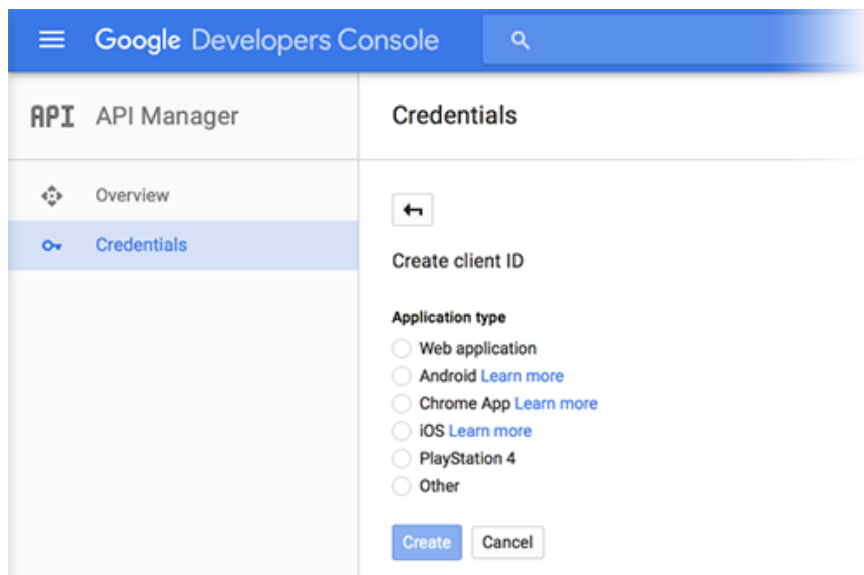 Google Developers Console
API API Manager
Credentials
Overview
Credentials
Create client ID
Application type
Web application
Android Learn more
Chrome App Learn more
iOS Learn more
PlayStation 4
Other
Create Cancel